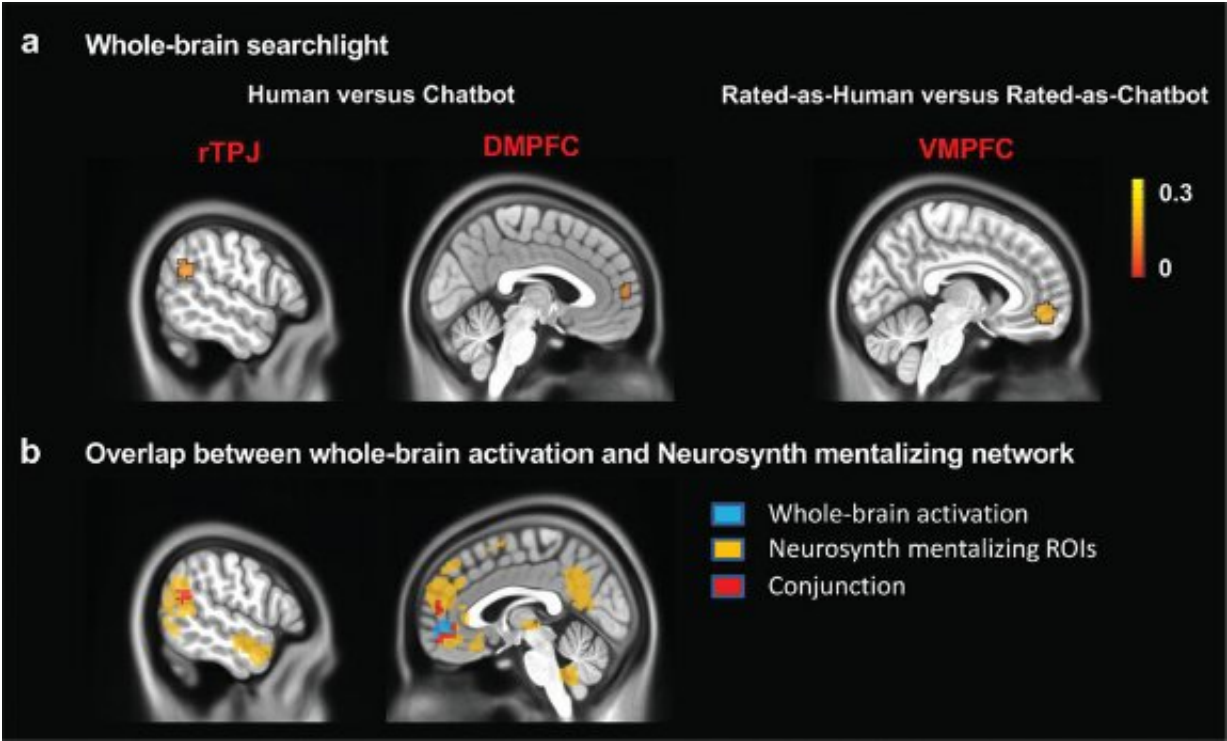 a Whole-brain searchlight
Human versus Chatbot
Rated-as-Human versus Rated-as-Chatbot
rTPJ
DMPFC
VMPFC
0.3
0
b Overlap between whole-brain activation and Neurosynth mentalizing network
Whole-brain activation
Neurosynth mentalizing ROIs
Conjunction